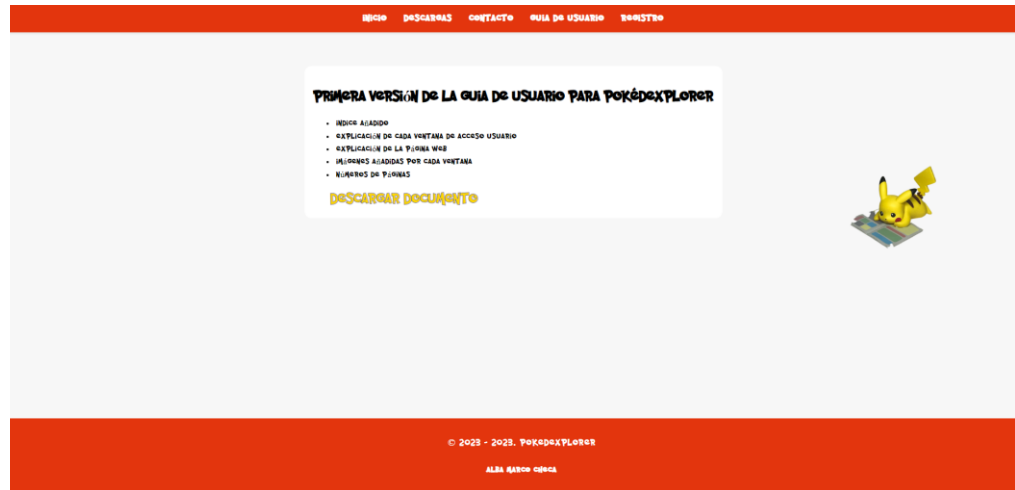 INICIO DESCARGAS CONTACTO GUIA DE USUARIO REGISTRO
PRIMERA VERSIÓN DE LA GUIA DE USUARIO PARA POKÉDEXPLORER
INDICE AÑADIDO
EXPLICACIÓN DE CADA VENTANA DE ACCESO USUARIO
EXPLICACIÓN DE LA PÁGINA WEB
IMÁGENES AÑADIDAS POR CADA VENTANA
NÚMEROS DE PÁGINAS
DESCARGAR DOCUMENTO
© 2023 - 2023. POKEDEXPLORER
ALBA MARCO CHECA